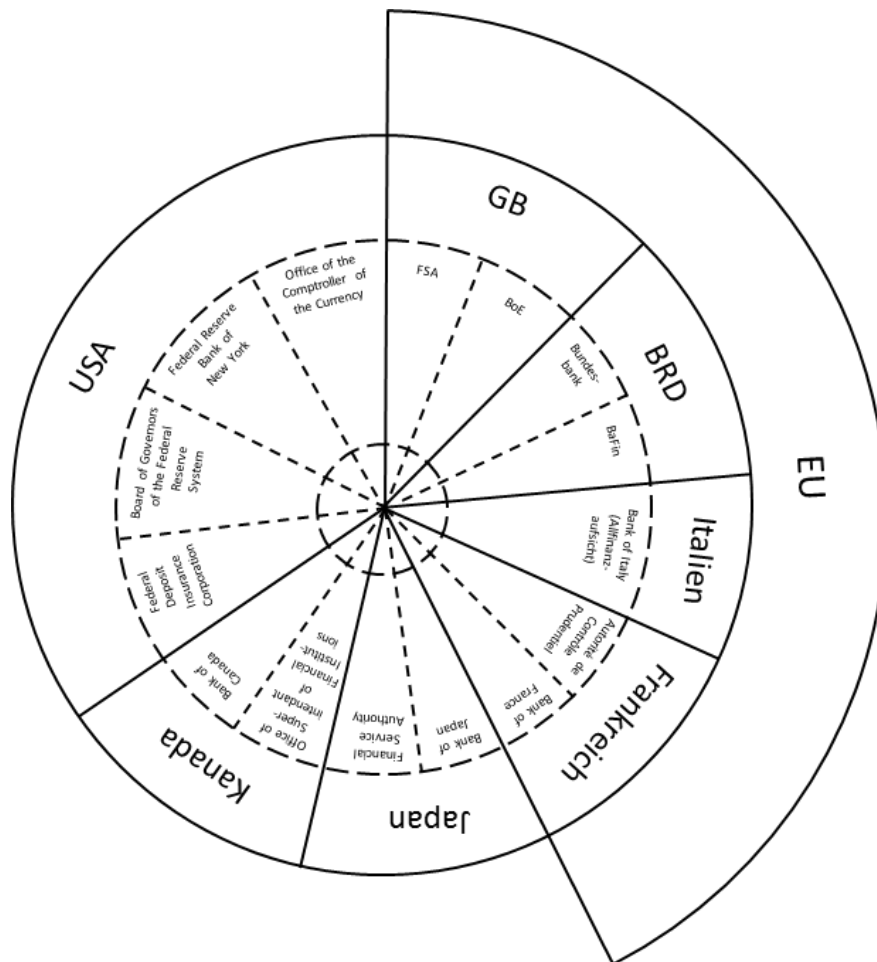 GB
BRD
EU
Italien
Frankreich
Japan
Kanada
USA
FSA
BoE
Bundes-
bank
BaFin
Bank of Italy
(Allfinanz-
aufsicht)
Autorité de
Contrôle
Prudentiel
Bank of
France
Bank of
Japan
Financial
Service
Authority
Office of
Super-
intendant
of
Financial
Institut-
ions
Bank of
Canada
Federal
Deposit
Insurance
Corporation
Board of Governors
of the Federal
Reserve
System
Federal Reserve
Bank of
New York
Office of the
Comptroller of
the Currency